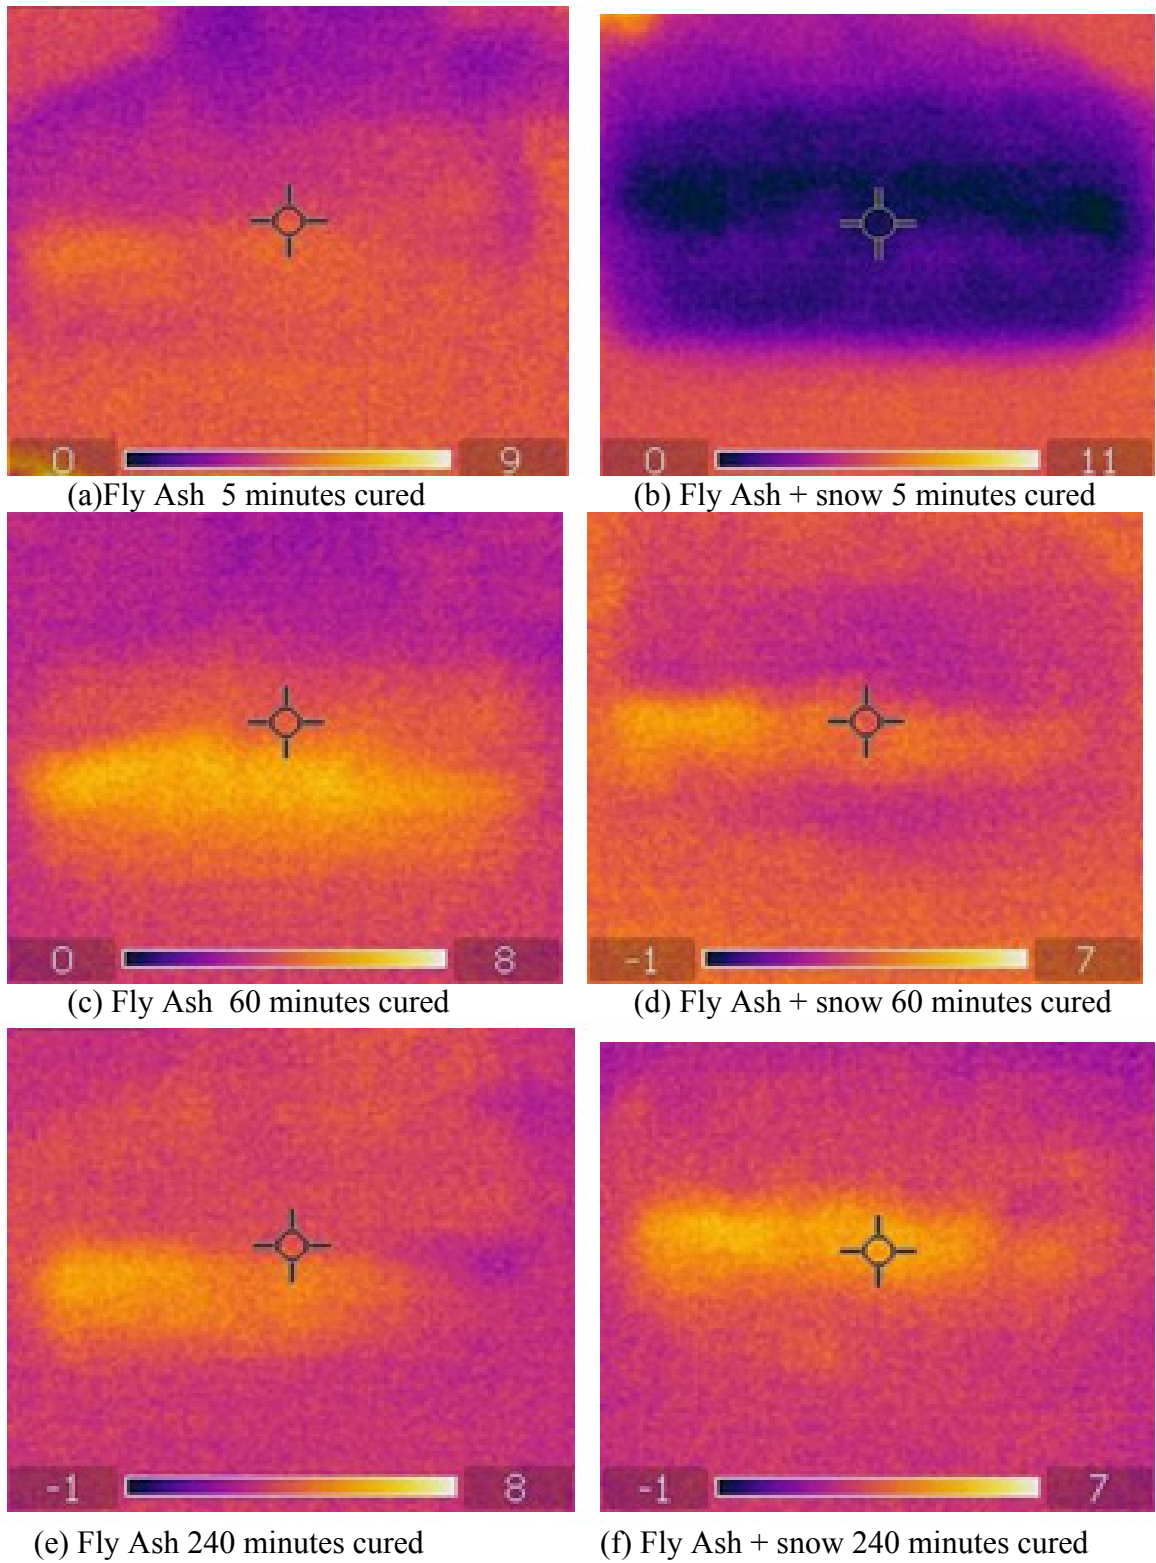 0 9 0 11
(a)Fly Ash 5 minutes cured (b) Fly Ash + snow 5 minutes cured
0 8 -1 7
(c) Fly Ash 60 minutes cured (d) Fly Ash + snow 60 minutes cured
-1 8 -1 7
(e) Fly Ash 240 minutes cured (f) Fly Ash + snow 240 minutes cured